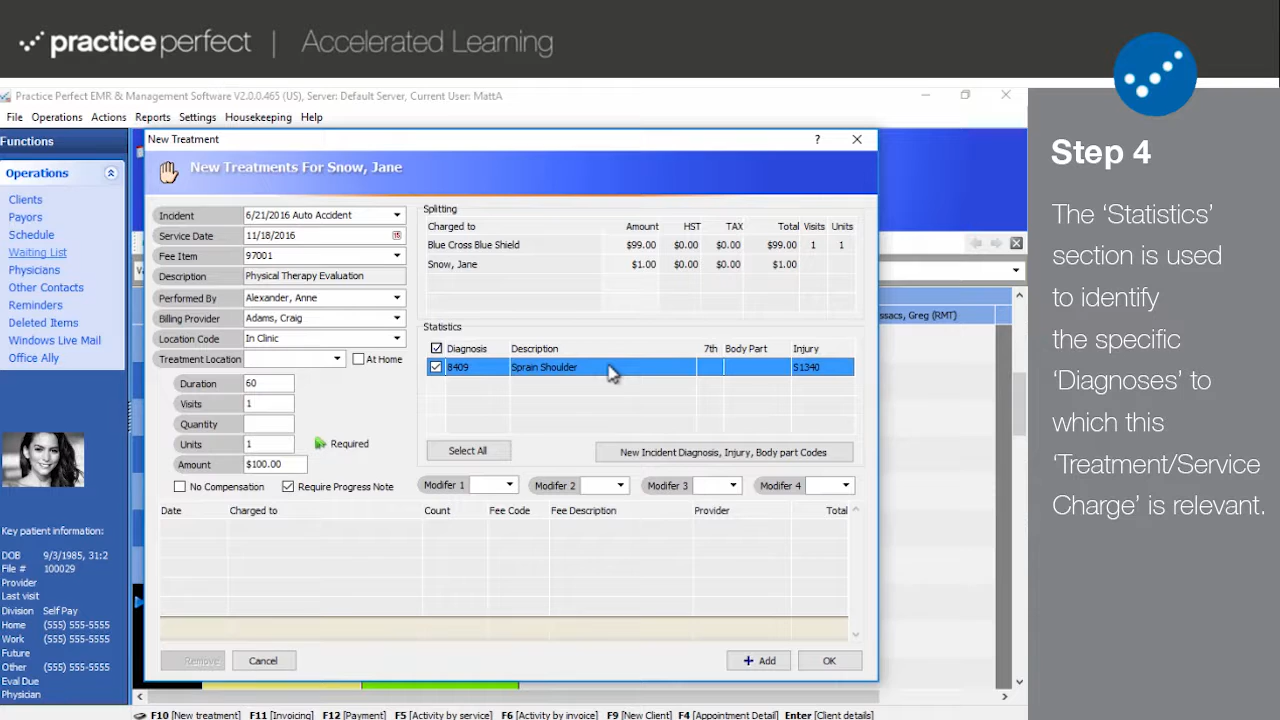 practiceperfect | Accelerated Learning
Practice Perfect EMR & Management Software V2.0.0.465 (US), Server: Default Server, Current User: MattA
File Operations Actions Reports Settings Housekeeping Help
Functions
Operations
Clients
Payors
Schedule
Waiting List
Physicians
Other Contacts
Reminders
Deleted Items
Windows Live Mail
Office Ally
Key patient information:
DOB 9/3/1985, 31:2
File # 100029
Provider
Last visit
Division Self Pay
Home (555) 555-5555
Work (555) 555-5555
Future
Other (555) 555-5555
Eval Due
Physician
New Treatment
New Treatments For Snow, Jane
Incident 6/21/2016 Auto Accident
Service Date 11/18/2016
Fee Item 97001
Description Physical Therapy Evaluation
Performed By Alexander, Anne
Billing Provider Adams, Craig
Location Code In Clinic
Treatment Location At Home
Duration 60
Visits 1
Quantity
Units 1 Required
Amount $100.00
No Compensation Require Progress Note
Splitting
Charged to Amount HST TAX Total Visits Units
Blue Cross Blue Shield $99.00 $0.00 $0.00 $99.00 1 1
Snow, Jane $1.00 $0.00 $0.00 $1.00
Statistics
Diagnosis Description 7th Body Part Injury
8409 Sprain Shoulder S1340
Select All New Incident Diagnosis, Injury, Body part Codes
Modifer 1 Modifer 2 Modifer 3 Modifer 4
Date Charged to Count Fee Code Fee Description Provider Total
Remove Cancel Add OK
ssacs, Greg (RMT)
F10 [New treatment] F11 [Invoicing] F12 [Payment] F5 [Activity by service] F6 [Activity by invoice] F9 [New Client] F4 [Appointment Detail] Enter [Client details]
Step 4
The ‘Statistics’
section is used
to identify
the specific
‘Diagnoses’ to
which this
‘Treatment/Service
Charge’ is relevant.